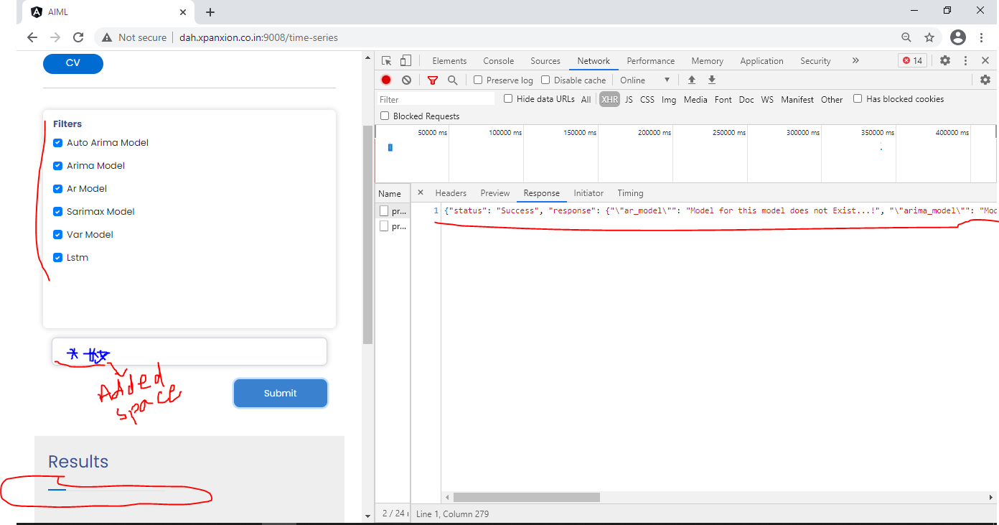 AIML
Not secure dah.xpanxion.co.in:9008/time-series
CV
Filters
Auto Arima Model
Arima Model
Ar Model
Sarimax Model
Var Model
Lstm
* **
Added
space
Submit
Results
Elements Console Sources Network Performance Memory Application Security » 14
Preserve log Disable cache Online
Filter Hide data URLs All XHR JS CSS Img Media Font Doc WS Manifest Other Has blocked cookies
Blocked Requests
50000 ms 100000 ms 150000 ms 200000 ms 250000 ms 300000 ms 350000 ms 400000 ms
Name Headers Preview Response Initiator Timing
pr...
pr...
1 {"status": "Success", "response": {"\"ar_model\"": "Model for this model does not Exist...!", "\"arima_model\"": "Mod
2 / 24 Line 1, Column 279